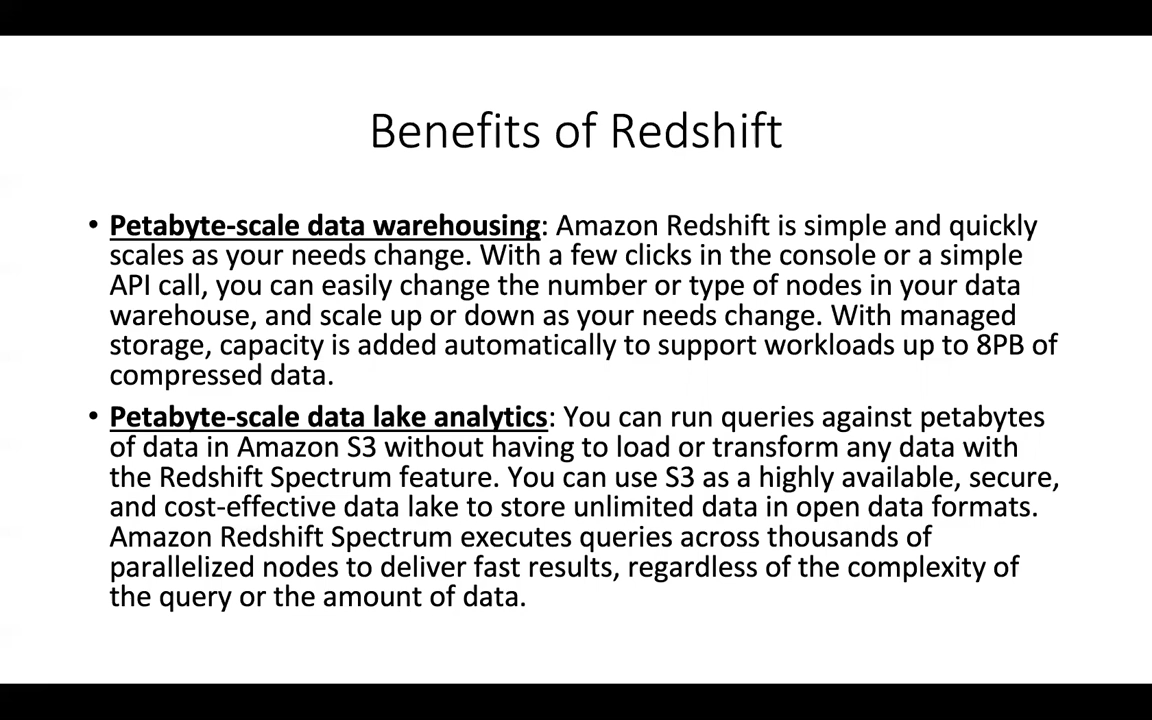 Benefits of Redshift
• Petabyte-scale data warehousing: Amazon Redshift is simple and quickly
scales as your needs change. With a few clicks in the console or a simple
API call, you can easily change the number or type of nodes in your data
warehouse, and scale up or down as your needs change. With managed
storage, capacity is added automatically to support workloads up to 8PB of
compressed data.
• Petabyte-scale data lake analytics: You can run queries against petabytes
of data in Amazon S3 without having to load or transform any data with
the Redshift Spectrum feature. You can use S3 as a highly available, secure,
and cost-effective data lake to store unlimited data in open data formats.
Amazon Redshift Spectrum executes queries across thousands of
parallelized nodes to deliver fast results, regardless of the complexity of
the query or the amount of data.